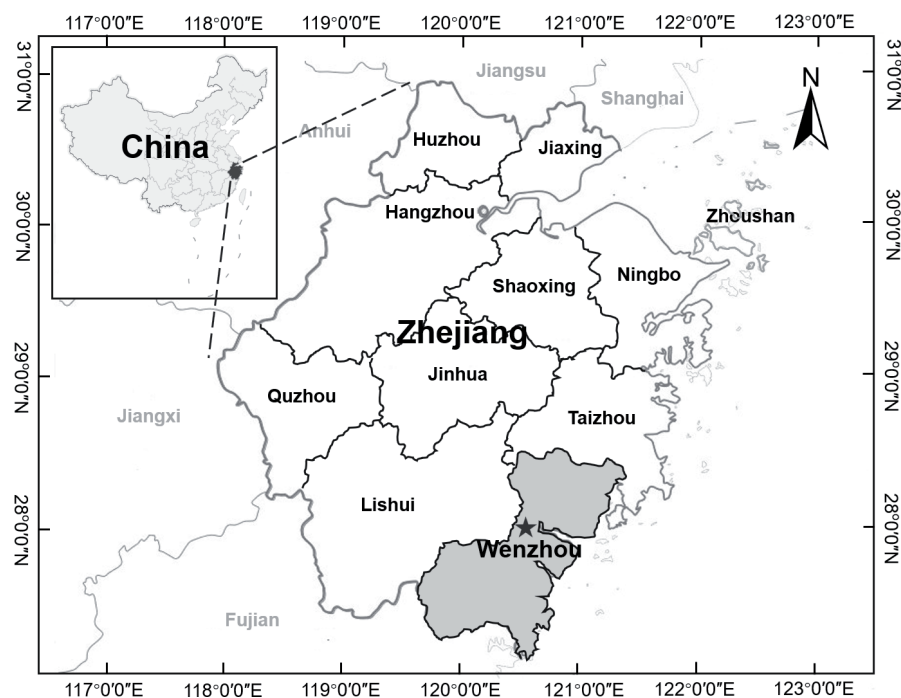 117°0′0″E 118°0′0″E 119°0′0″E 120°0′0″E 121°0′0″E 122°0′0″E 123°0′0″E
31°0′0″N
31°0′0″N
Jiangsu
Shanghai
N
Anhui
China
Huzhou
Jiaxing
30°0′0″N
30°0′0″N
Hangzhou
Zhoushan
Shaoxing
Ningbo
Zhejiang
29°0′0″N
29°0′0″N
Jinhua
Quzhou
Jiangxi
Taizhou
Lishui
28°0′0″N
28°0′0″N
Wenzhou
Fujian
117°0′0″E 118°0′0″E 119°0′0″E 120°0′0″E 121°0′0″E 122°0′0″E 123°0′0″E